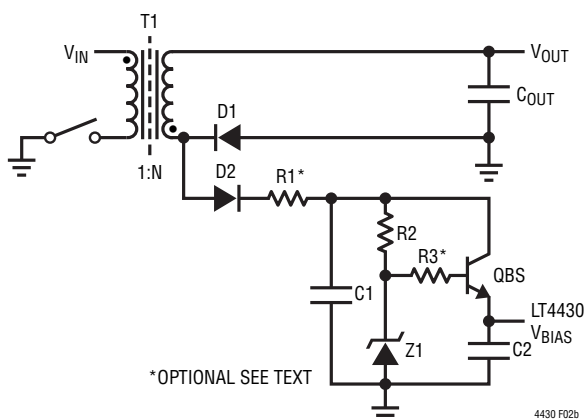 T1
V_IN
V_OUT
C_OUT
D1
1:N
D2
R1*
R2
R3*
QBS
C1
LT4430
V_BIAS
Z1
C2
*OPTIONAL SEE TEXT
4430 F02b